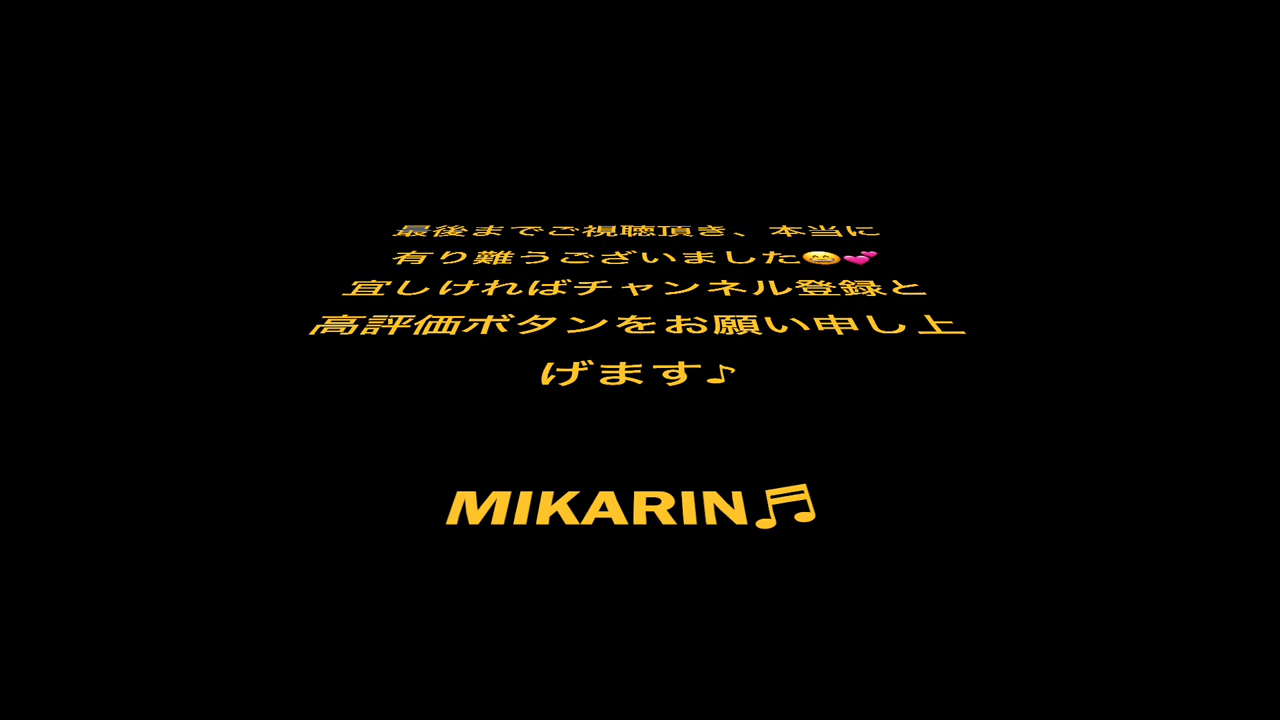 最後までご視聴頂き、本当に
有り難うございました😁💕
宜しければチャンネル登録と
高評価ボタンをお願い申し上
げます♪
MIKARIN🎵